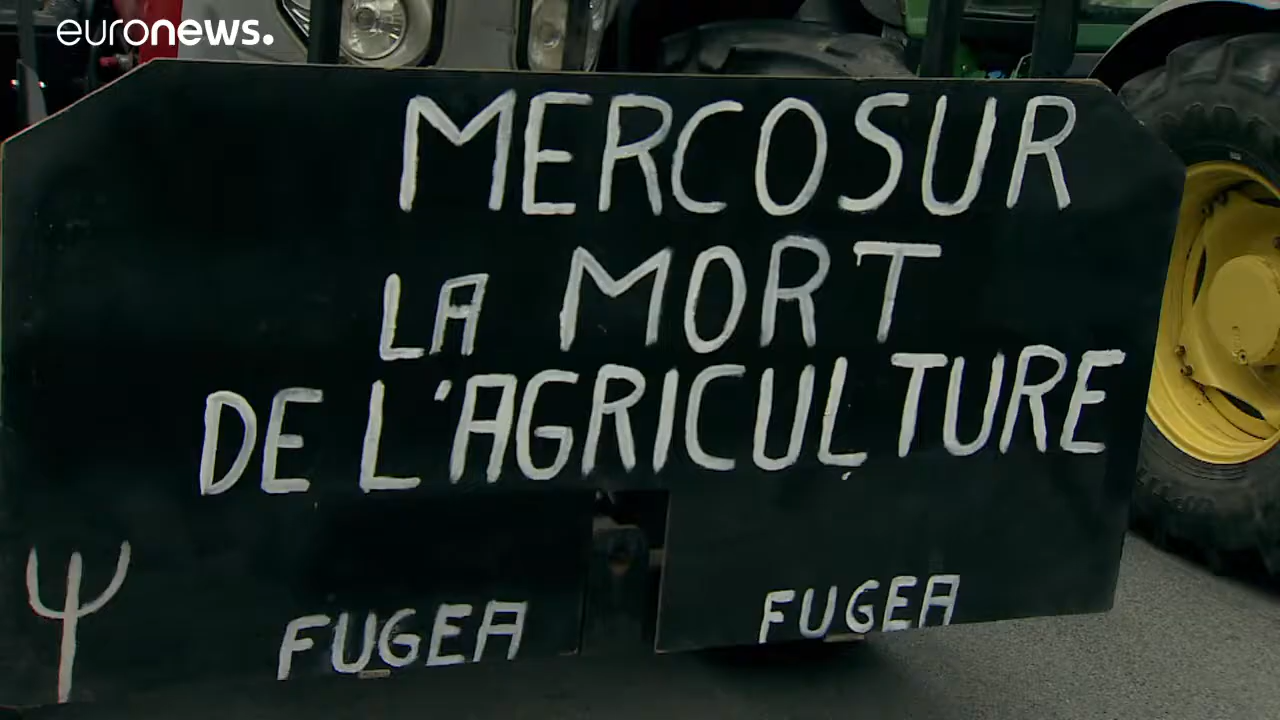 euronews.
MERCOSUR
LA MORT
DE L'AGRICULTURE
FUGEA FUGEA